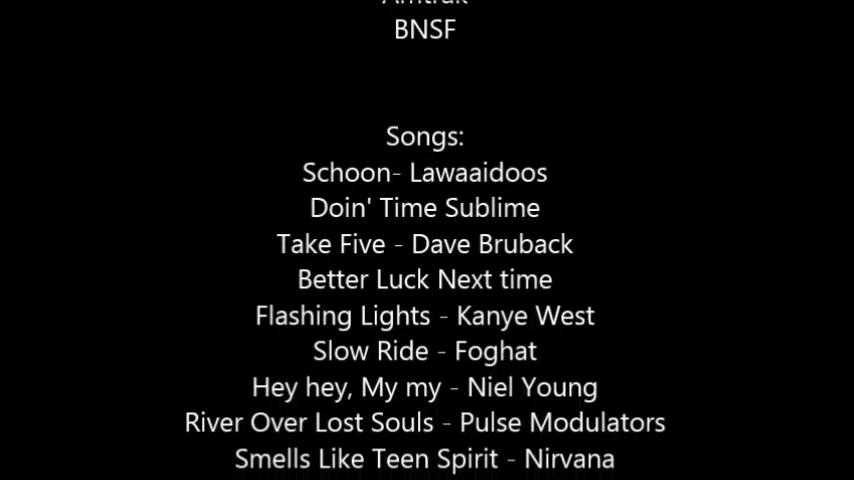 Amtrak
BNSF
Songs:
Schoon- Lawaaidoos
Doin' Time Sublime
Take Five - Dave Bruback
Better Luck Next time
Flashing Lights - Kanye West
Slow Ride - Foghat
Hey hey, My my - Niel Young
River Over Lost Souls - Pulse Modulators
Smells Like Teen Spirit - Nirvana